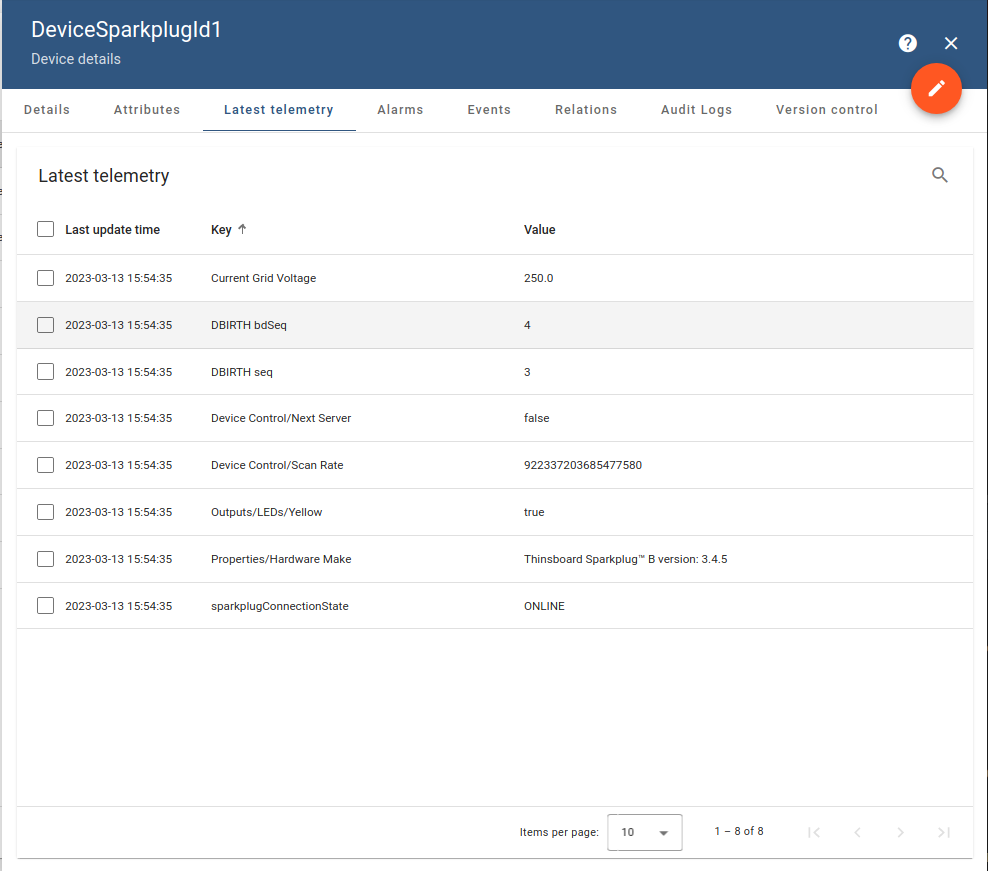 DeviceSparkplugId1
Device details
?
Details Attributes Latest telemetry Alarms Events Relations Audit Logs Version control
Latest telemetry
Last update time Key Value
2023-03-13 15:54:35 Current Grid Voltage 250.0
2023-03-13 15:54:35 DBIRTH bdSeq 4
2023-03-13 15:54:35 DBIRTH seq 3
2023-03-13 15:54:35 Device Control/Next Server false
2023-03-13 15:54:35 Device Control/Scan Rate 922337203685477580
2023-03-13 15:54:35 Outputs/LEDs/Yellow true
2023-03-13 15:54:35 Properties/Hardware Make Thinsboard Sparkplug™ B version: 3.4.5
2023-03-13 15:54:35 sparkplugConnectionState ONLINE
Items per page: 10 1 – 8 of 8